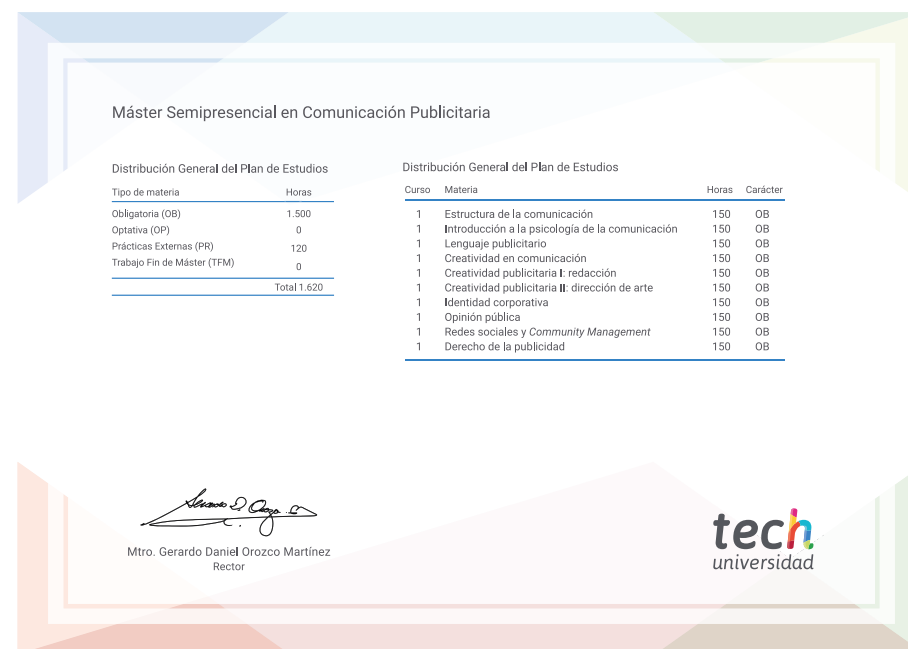 Máster Semipresencial en Comunicación Publicitaria
Distribución General del Plan de Estudios
Tipo de materia Horas
Obligatoria (OB) 1.500
Optativa (OP) 0
Prácticas Externas (PR) 120
Trabajo Fin de Máster (TFM) 0
Total 1.620
Distribución General del Plan de Estudios
Curso Materia Horas Carácter
1 Estructura de la comunicación 150 OB
1 Introducción a la psicología de la comunicación 150 OB
1 Lenguaje publicitario 150 OB
1 Creatividad en comunicación 150 OB
1 Creatividad publicitaria I: redacción 150 OB
1 Creatividad publicitaria II: dirección de arte 150 OB
1 Identidad corporativa 150 OB
1 Opinión pública 150 OB
1 Redes sociales y Community Management 150 OB
1 Derecho de la publicidad 150 OB
Mtro. Gerardo Daniel Orozco Martínez
Rector
tech
universidad